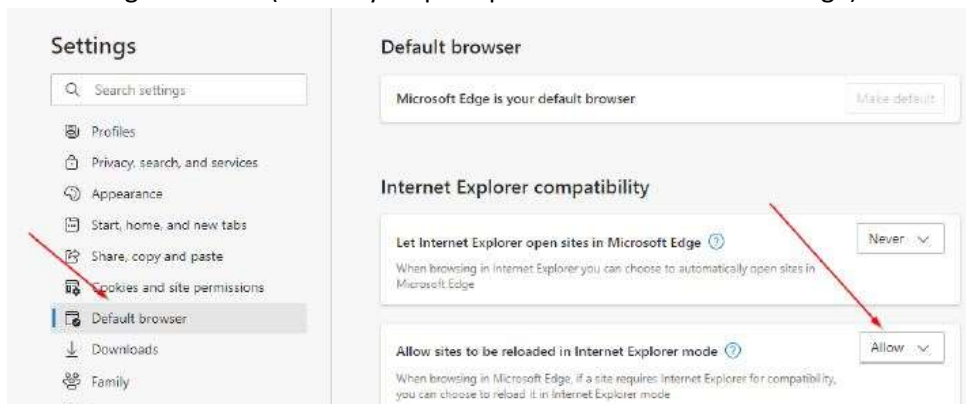 Settings
Search settings
Profiles
Privacy, search, and services
Appearance
Start, home, and new tabs
Share, copy and paste
Cookies and site permissions
Default browser
Downloads
Family
Default browser
Microsoft Edge is your default browser
Make default
Internet Explorer compatibility
Let Internet Explorer open sites in Microsoft Edge
Never
When browsing in Internet Explorer you can choose to automatically open sites in
Microsoft Edge
Allow sites to be reloaded in Internet Explorer mode
Allow
When browsing in Microsoft Edge, if a site requires Internet Explorer for compatibility,
you can choose to reload it in Internet Explorer mode